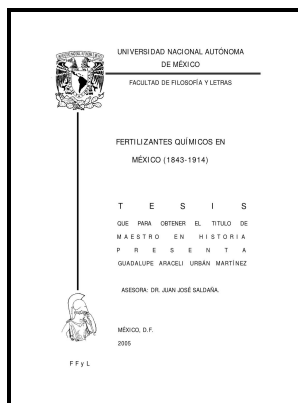 UNIVERSIDAD NACIONAL AUTÓNOMA
DE MÉXICO
FACULTAD DE FILOSOFÍA Y LETRAS
FERTILIZANTES QUÍMICOS EN
MÉXICO (1843-1914)
T E S I S
QUE PARA OBTENER EL TITULO DE
MAESTRO EN HISTORIA
P R E S E N T A
GUADALUPE ARACELI URBÁN MARTÍNEZ
ASESORA: DR. JUAN JOSÉ SALDAÑA.
MÉXICO, D.F.
2005
FFyL